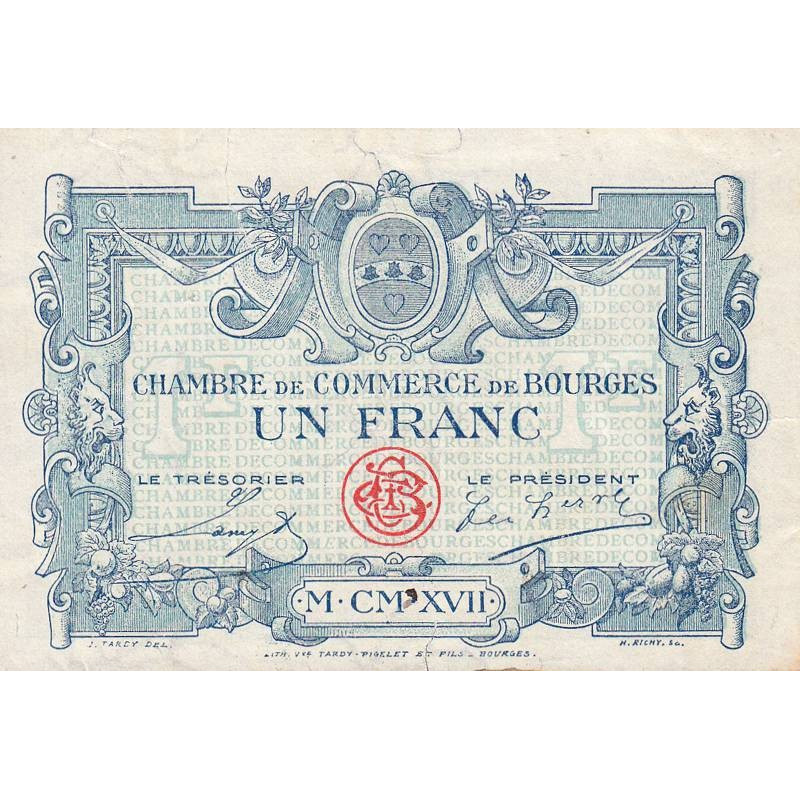 CHAMBRE DE COMMERCE DE BOURGES
UN FRANC
LE TRÉSORIER LE PRÉSIDENT
·M·CM·XVII·
J. TARDY DEL. H. RICHY. SC.
LITH. VVE TARDY-PIGELET ET FILS - BOURGES.